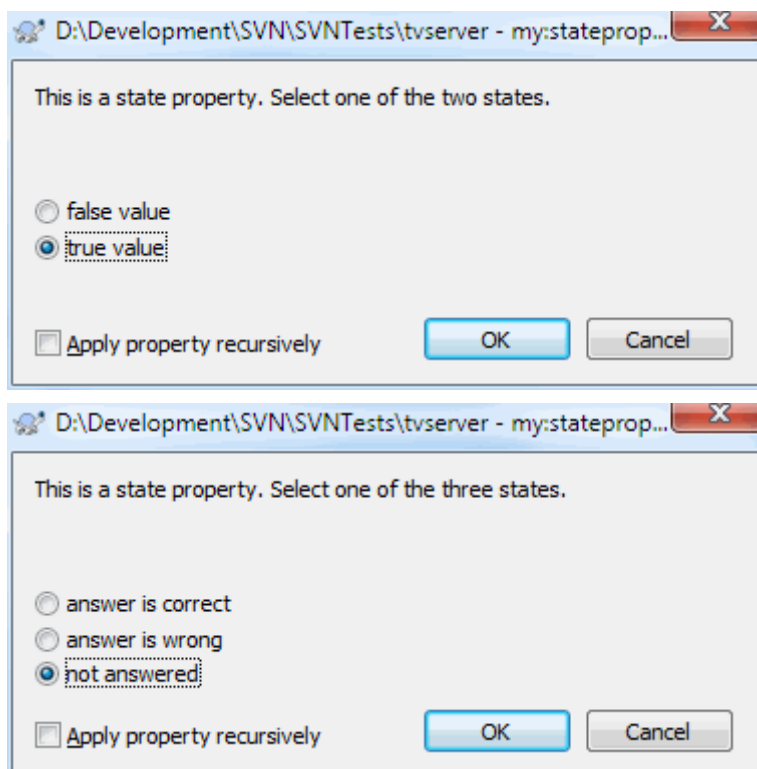 D:\Development\SVN\SVNTests\tvserver - my:stateprop...
This is a state property. Select one of the two states.
false value
true value
Apply property recursively OK Cancel
D:\Development\SVN\SVNTests\tvserver - my:stateprop...
This is a state property. Select one of the three states.
answer is correct
answer is wrong
not answered
Apply property recursively OK Cancel